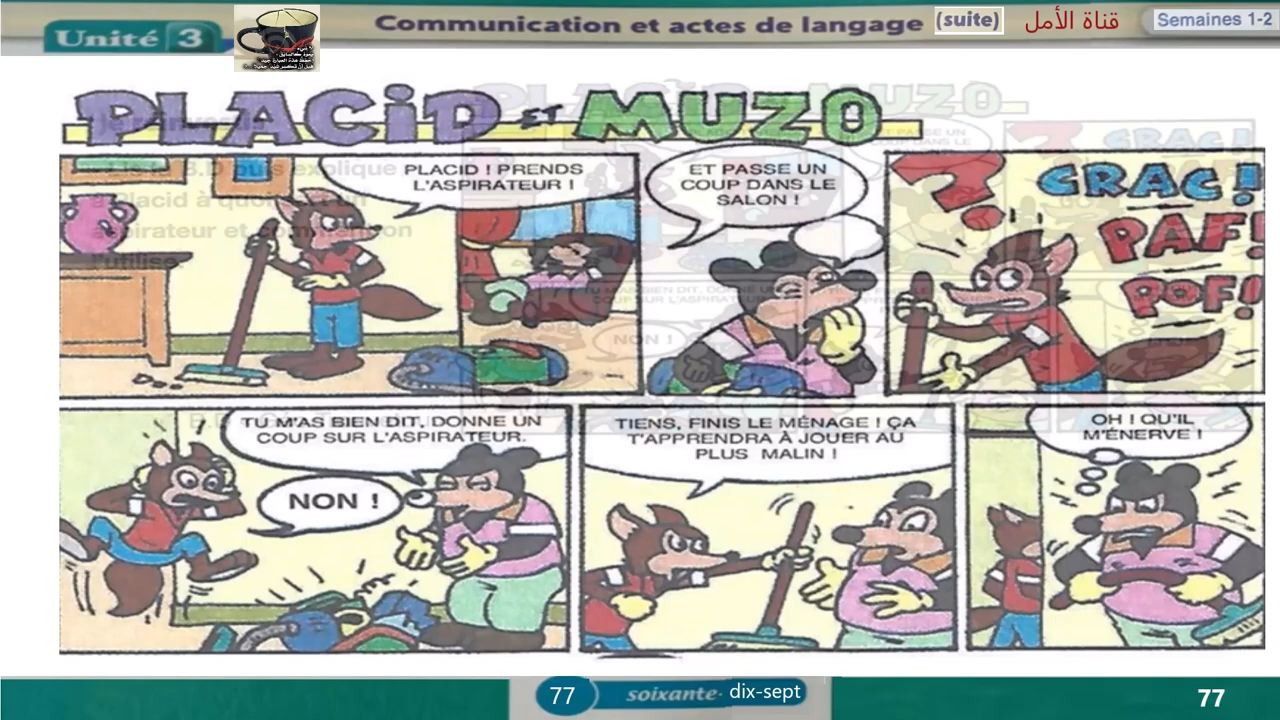 Unité 3
Communication et actes de langage (suite)
قناة الأمل
Semaines 1-2
PLACID ET MUZO
PLACID ! PRENDS
L'ASPIRATEUR !
ET PASSE UN
COUP DANS LE
SALON !
?
CRAC !
PAF !
POF !
TU M'AS BIEN DIT, DONNE UN
COUP SUR L'ASPIRATEUR.
NON !
TIENS, FINIS LE MÉNAGE ! ÇA
T'APPRENDRA À JOUER AU
PLUS MALIN !
OH ! QU'IL
M'ÉNERVE !
77
soixante- dix-sept
77